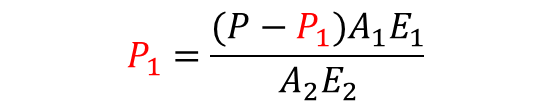 P₁ = (P − P₁)A₁E₁ / A₂E₂